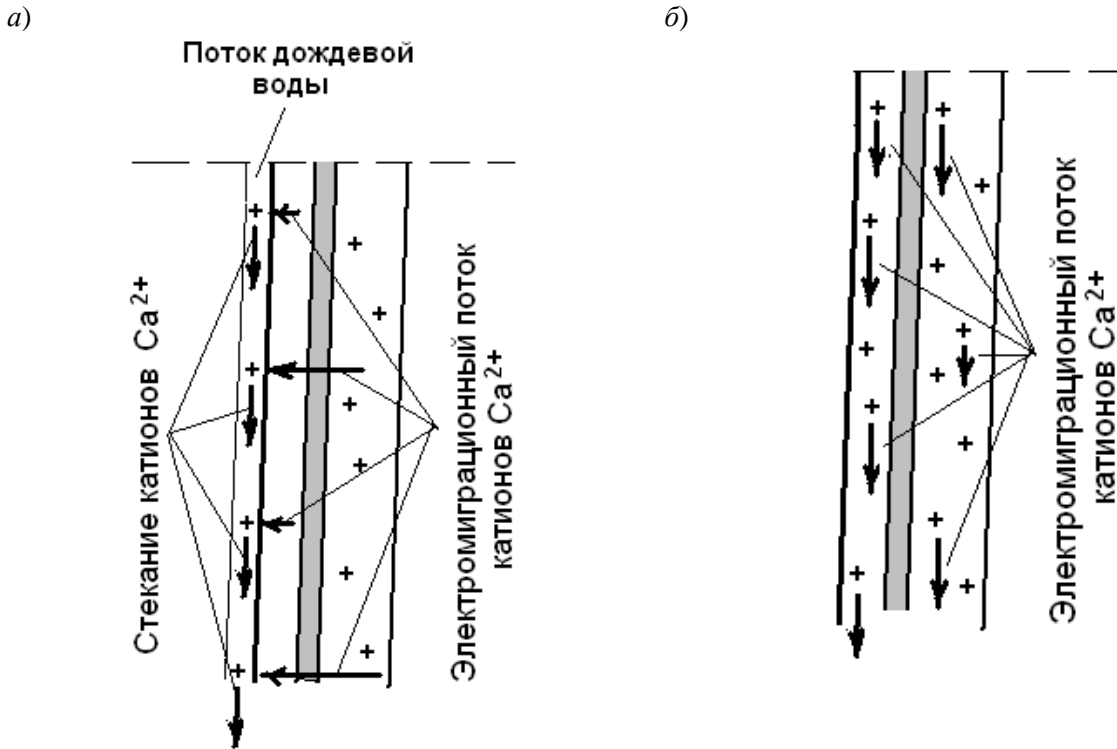 а)
б)
Поток дождевой
воды
Стекание катионов Ca²⁺
Электромиграционный поток
катионов Ca²⁺
Электромиграционный поток
катионов Ca²⁺